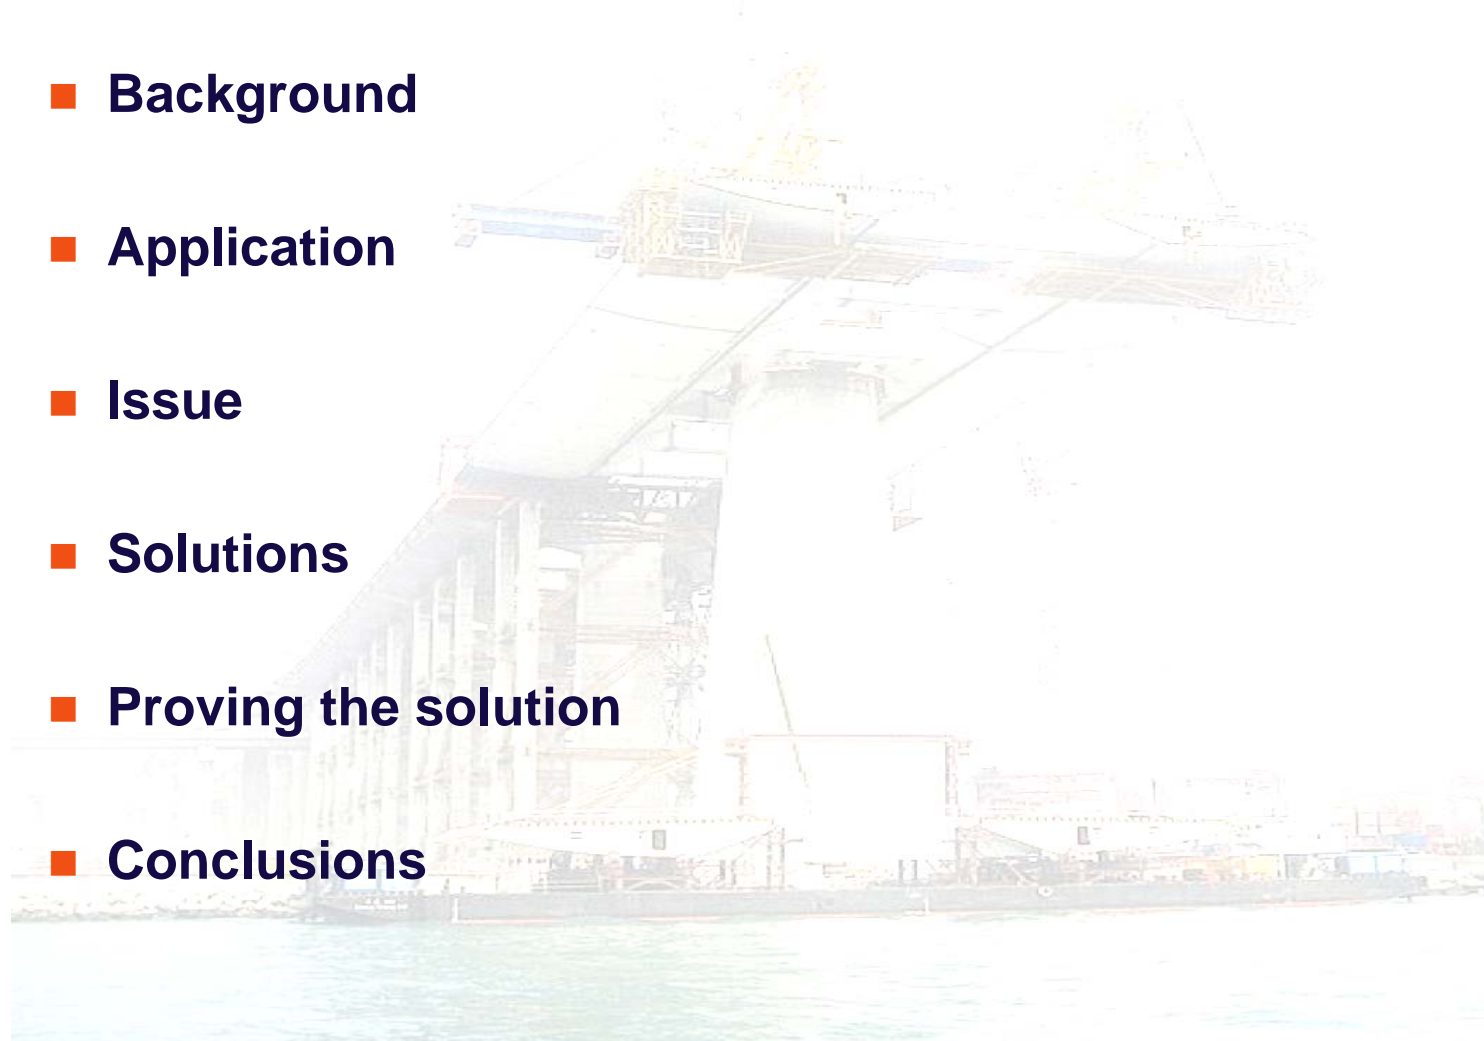 Background
Application
Issue
Solutions
Proving the solution
Conclusions